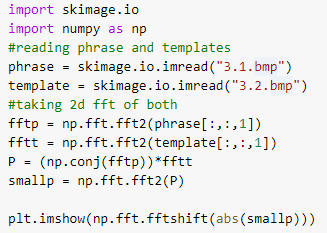 import skimage.io
import numpy as np
#reading phrase and templates
phrase = skimage.io.imread("3.1.bmp")
template = skimage.io.imread("3.2.bmp")
#taking 2d fft of both
fftp = np.fft.fft2(phrase[:,:,1])
fftt = np.fft.fft2(template[:,:,1])
P = (np.conj(fftp))*fftt
smallp = np.fft.fft2(P)
plt.imshow(np.fft.fftshift(abs(smallp)))